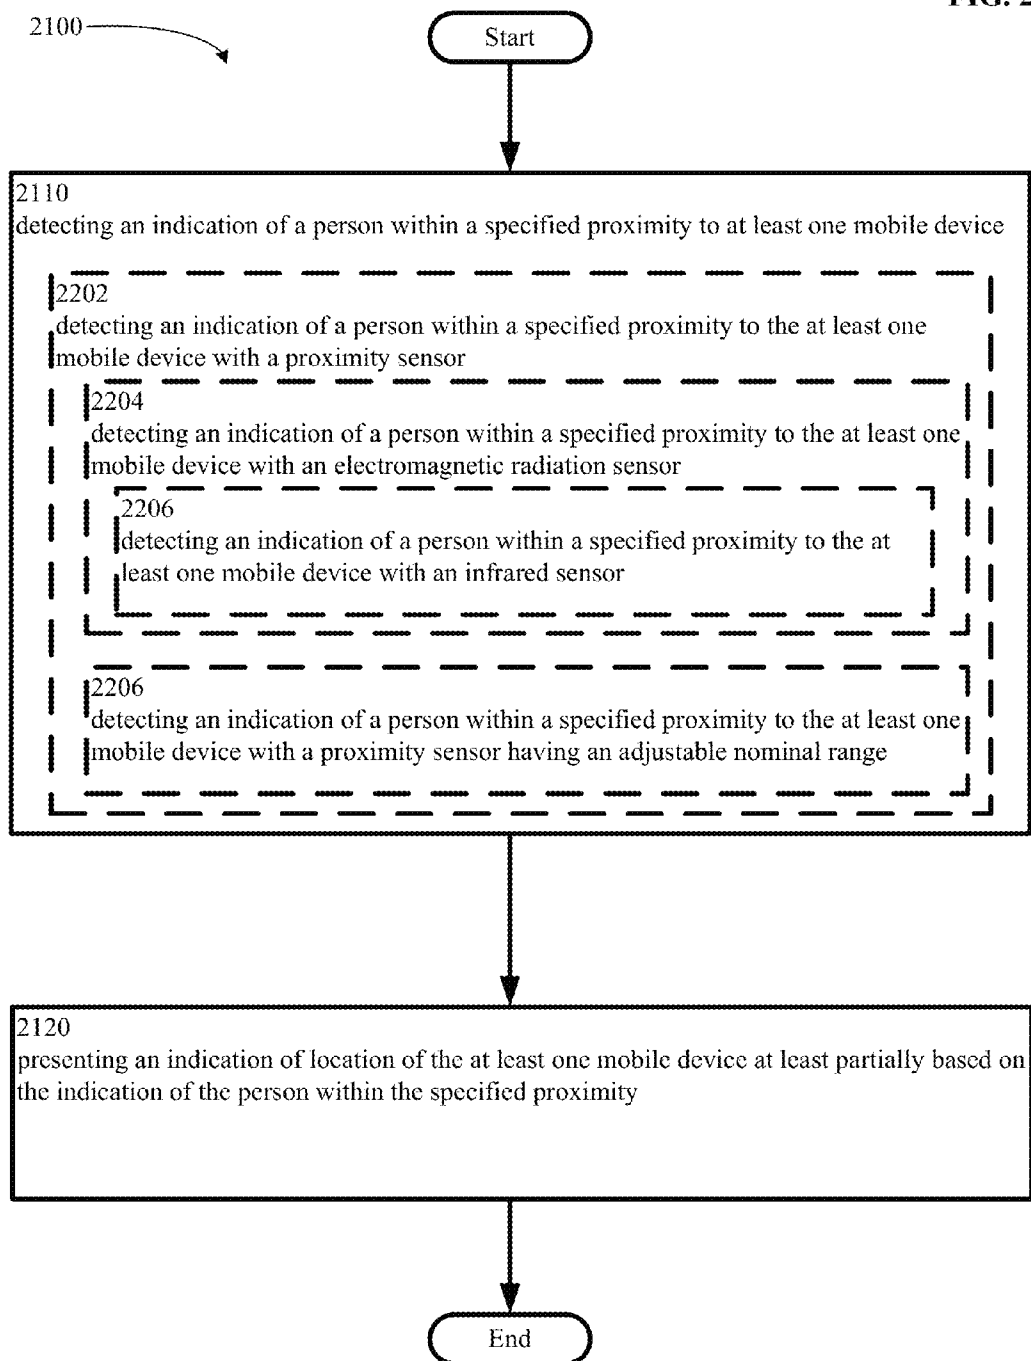 FIG. 2
2100
Start
2110
detecting an indication of a person within a specified proximity to at least one mobile device
2202
detecting an indication of a person within a specified proximity to the at least one
mobile device with a proximity sensor
2204
detecting an indication of a person within a specified proximity to the at least one
mobile device with an electromagnetic radiation sensor
2206
detecting an indication of a person within a specified proximity to the at
least one mobile device with an infrared sensor
2206
detecting an indication of a person within a specified proximity to the at least one
mobile device with a proximity sensor having an adjustable nominal range
2120
presenting an indication of location of the at least one mobile device at least partially based on
the indication of the person within the specified proximity
End